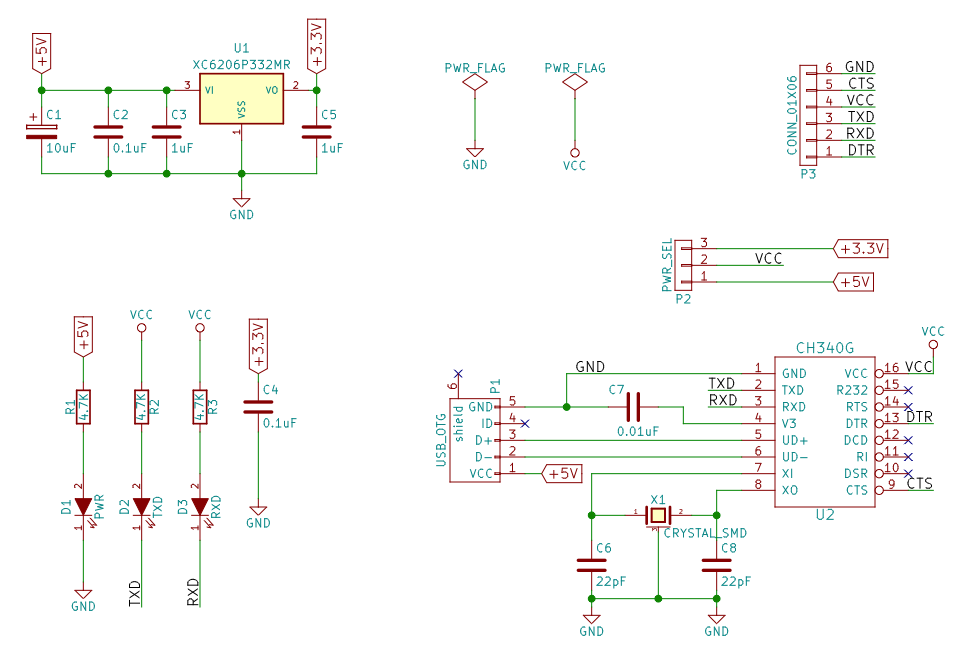 +5V
+3.3V
U1
XC6206P332MR
3
VI
VO
2
VSS
1
+
C1
10uF
C2
0.1uF
C3
1uF
C5
1uF
GND
PWR_FLAG
GND
PWR_FLAG
VCC
CONN_01X06
6 GND
5 CTS
4 VCC
3 TXD
2 RXD
1 DTR
P3
PWR_SEL
3
+3.3V
2
VCC
1
+5V
P2
+5V
R1
4.7K
2
D1
PWR
1
GND
VCC
4.7K
R2
2
D2
TXD
1
TXD
VCC
4.7K
R3
2
D3
RXD
1
RXD
+3.3V
C4
0.1uF
GND
USB_OTG
P1
shield
6
GND 5
ID 4
D+ 3
D- 2
VCC 1
+5V
GND
C7
0.01uF
TXD
RXD
CH340G
1 GND
2 TXD
3 RXD
4 V3
5 UD+
6 UD-
7 XI
8 XO
VCC 16 VCC
R232 15
RTS 14
DTR 13 DTR
DCD 12
RI 11
DSR 10
CTS 9 CTS
U2
VCC
X1
1
2
3
CRYSTAL_SMD
C6
22pF
C8
22pF
GND
GND